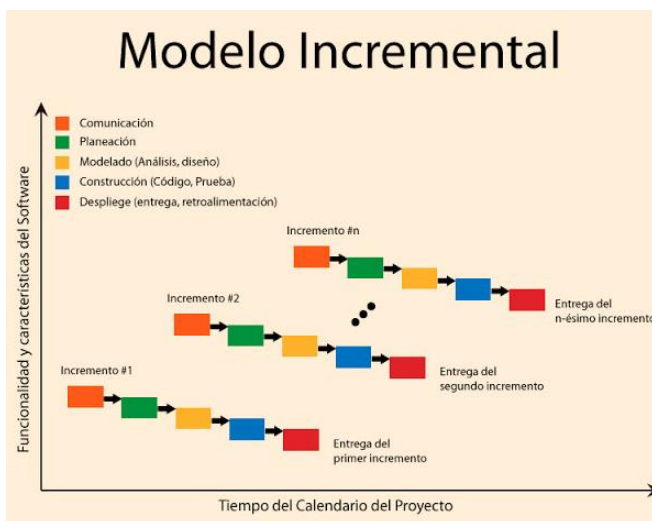 Modelo Incremental
Comunicación
Planeación
Modelado (Análisis, diseño)
Construcción (Código, Prueba)
Despliege (entrega, retroalimentación)
Funcionalidad y características del Software
Incremento #n
Entrega del
n-ésimo incremento
Incremento #2
Entrega del
segundo incremento
Incremento #1
Entrega del
primer incremento
Tiempo del Calendario del Proyecto